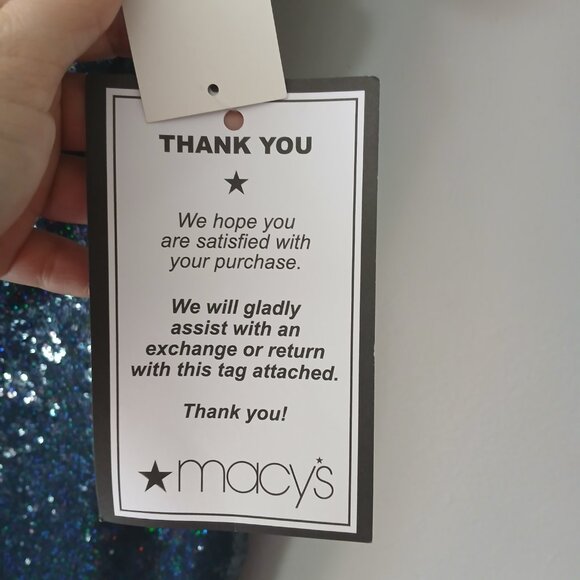 THANK YOU
We hope you
are satisfied with
your purchase.
We will gladly
assist with an
exchange or return
with this tag attached.
Thank you!
macy's